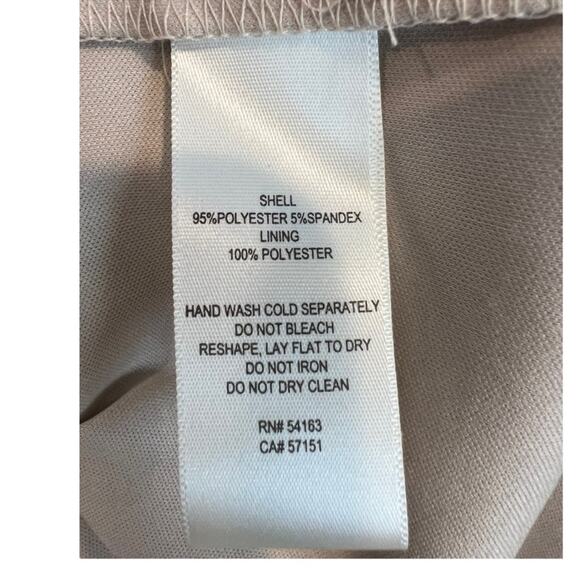 SHELL
95%POLYESTER 5%SPANDEX
LINING
100% POLYESTER
HAND WASH COLD SEPARATELY
DO NOT BLEACH
RESHAPE, LAY FLAT TO DRY
DO NOT IRON
DO NOT DRY CLEAN
RN# 54163
CA# 57151